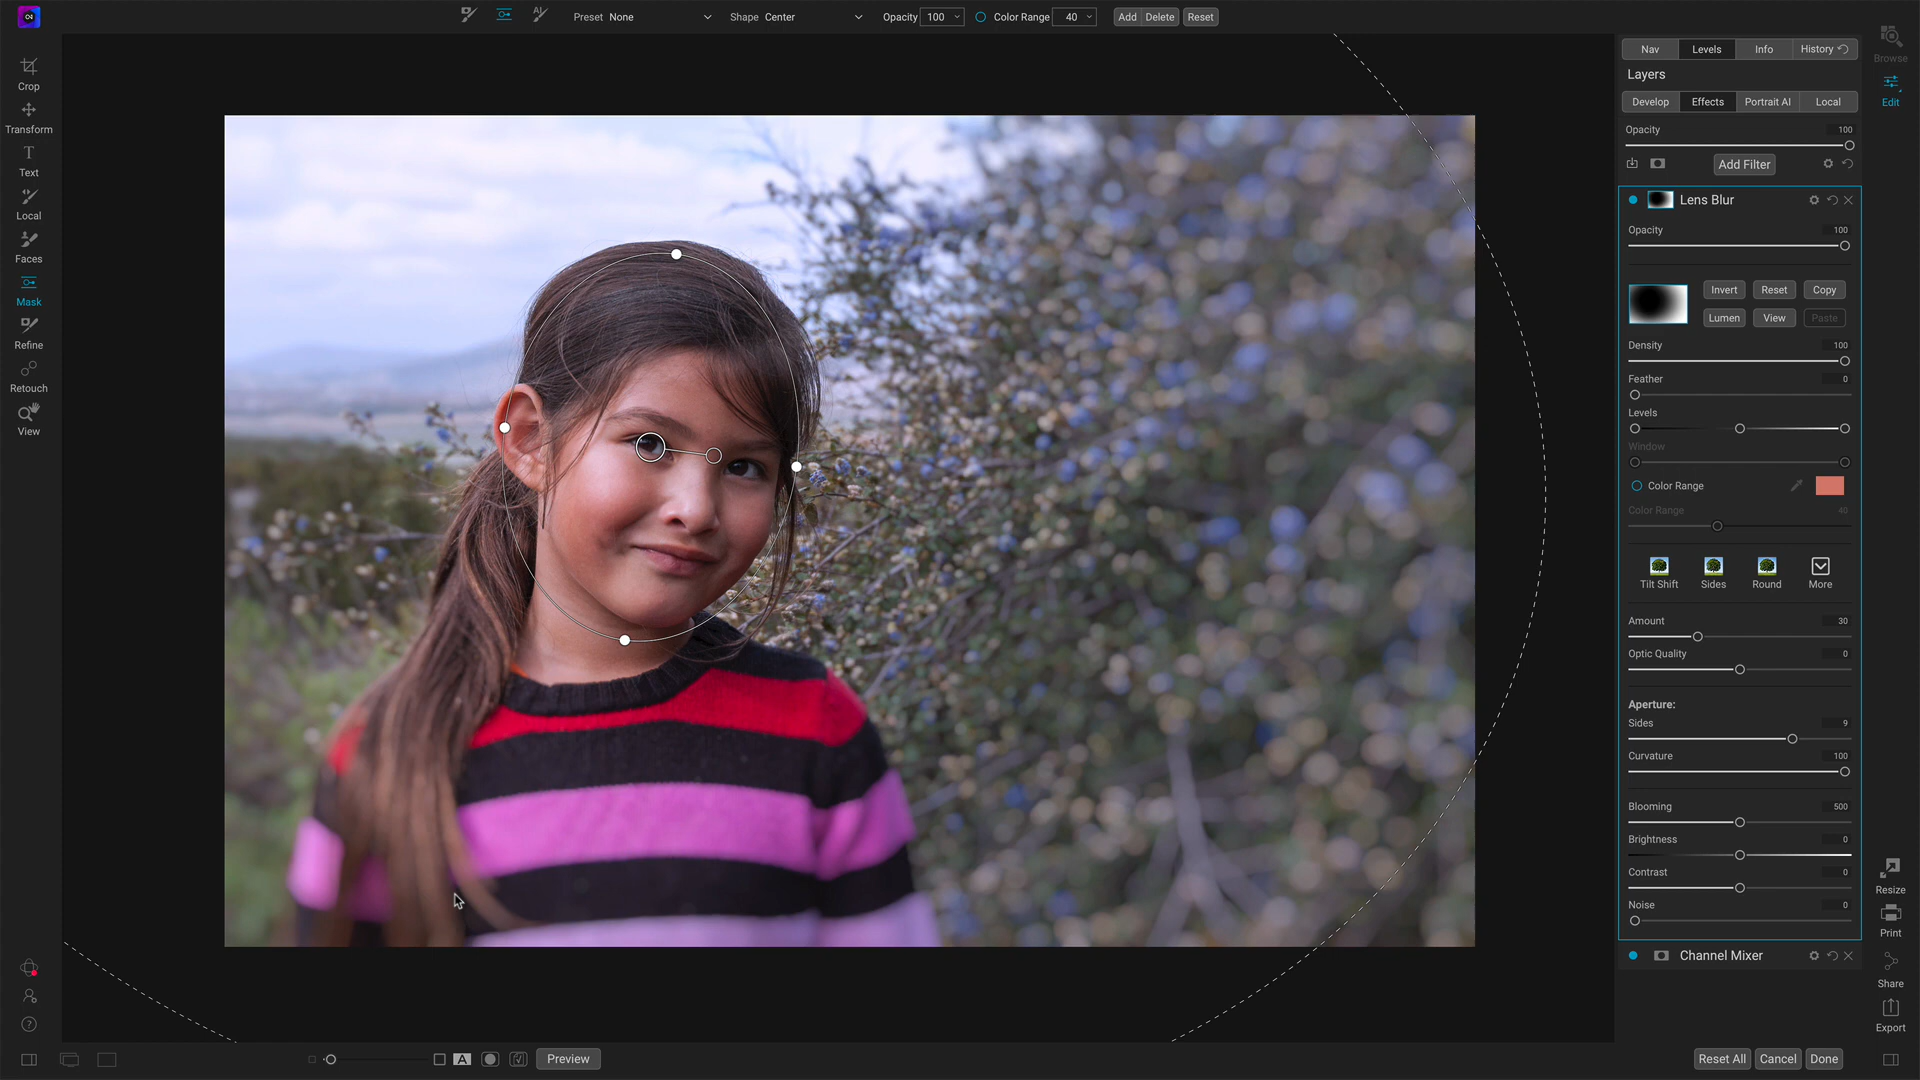 Preset None Shape Center Opacity 100 Color Range 40 Add Delete Reset
Crop
Transform
Text
Local
Faces
Mask
Refine
Retouch
View
A Preview
Nav Levels Info History
Layers
Develop Effects Portrait AI Local
Opacity 100
Add Filter
Lens Blur
Opacity 100
Invert Reset Copy
Lumen View Paste
Density 100
Feather 0
Levels
Window
Color Range
Color Range 40
Tilt Shift Sides Round More
Amount 30
Optic Quality 0
Aperture:
Sides 9
Curvature 100
Blooming 500
Brightness 0
Contrast 0
Noise 0
Channel Mixer
Reset All Cancel Done
Browse
Edit
Resize
Print
Share
Export